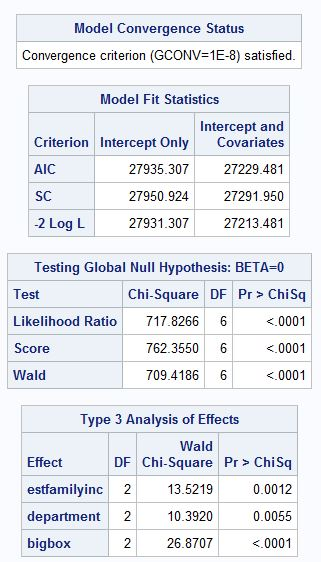 Model Convergence Status
Convergence criterion (GCONV=1E-8) satisfied.
Model Fit Statistics
Criterion Intercept Only Intercept and Covariates
AIC 27935.307 27229.481
SC 27950.924 27291.950
-2 Log L 27931.307 27213.481
Testing Global Null Hypothesis: BETA=0
Test Chi-Square DF Pr > ChiSq
Likelihood Ratio 717.8266 6 <.0001
Score 762.3550 6 <.0001
Wald 709.4186 6 <.0001
Type 3 Analysis of Effects
Effect DF Wald Chi-Square Pr > ChiSq
estfamilyinc 2 13.5219 0.0012
department 2 10.3920 0.0055
bigbox 2 26.8707 <.0001